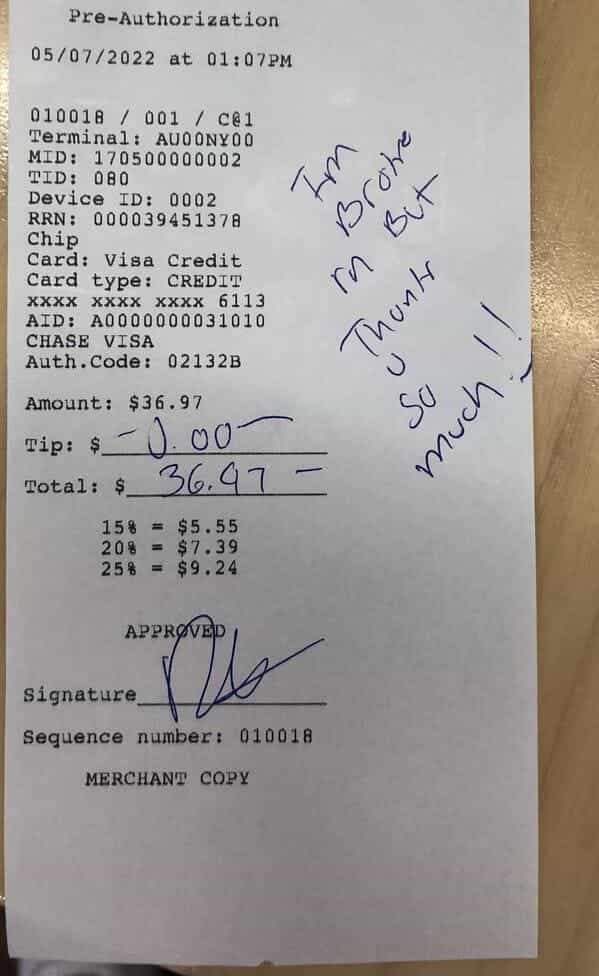 Pre-Authorization
05/07/2022 at 01:07PM
010018 / 001 / C@1
Terminal: AU00NY00
MID: 170500000002
TID: 080
Device ID: 0002
RRN: 000039451378
Chip
Card: Visa Credit
Card type: CREDIT
xxxx xxxx xxxx 6113
AID: A0000000031010
CHASE VISA
Auth.Code: 02132B
Im
Broke
rn But
Thank
u
so
much!!
Amount: $36.97
Tip: $ -0.00-
Total: $ 36.97 -
15% = $5.55
20% = $7.39
25% = $9.24
APPROVED
Signature
Sequence number: 010018
MERCHANT COPY